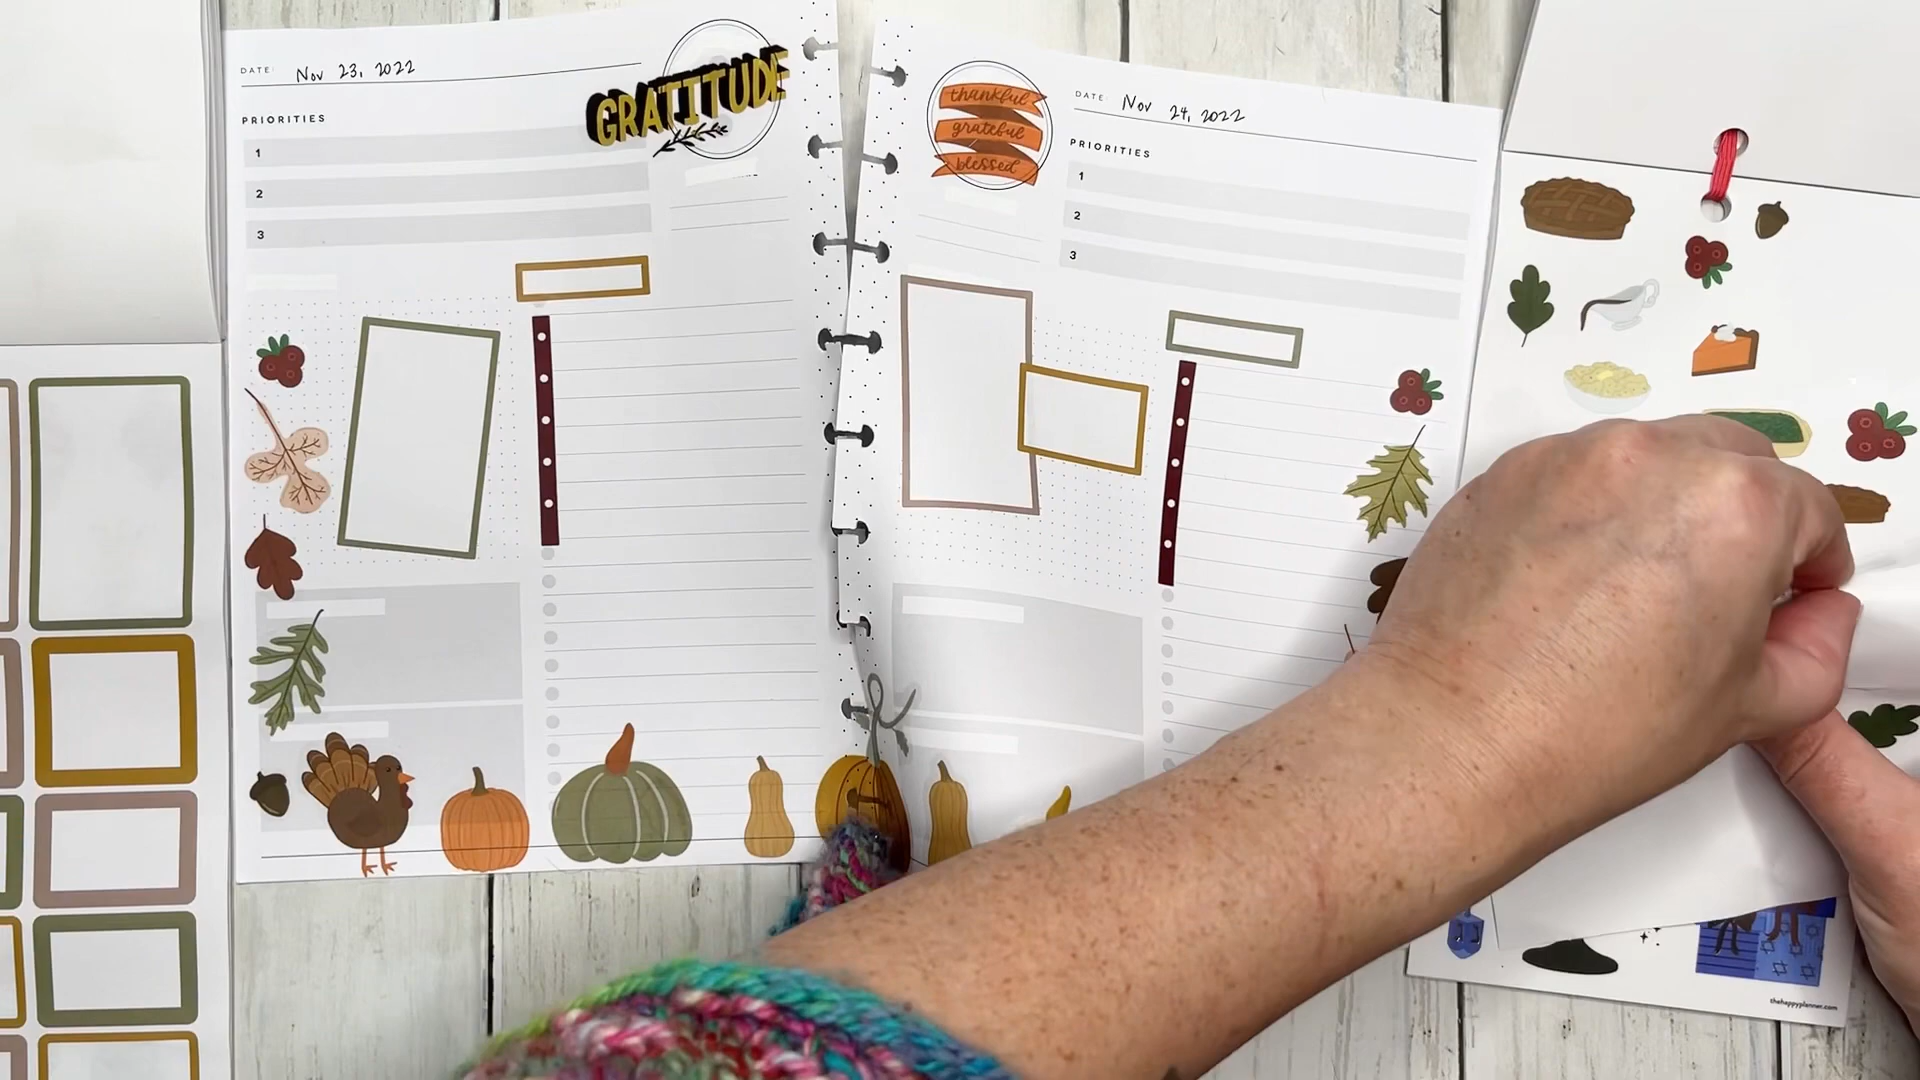 DATE: Nov 23, 2022
GRATITUDE
PRIORITIES
1
2
3
thankful
grateful
blessed
DATE: Nov 24, 2022
PRIORITIES
1
2
3
thehappyplanner.com